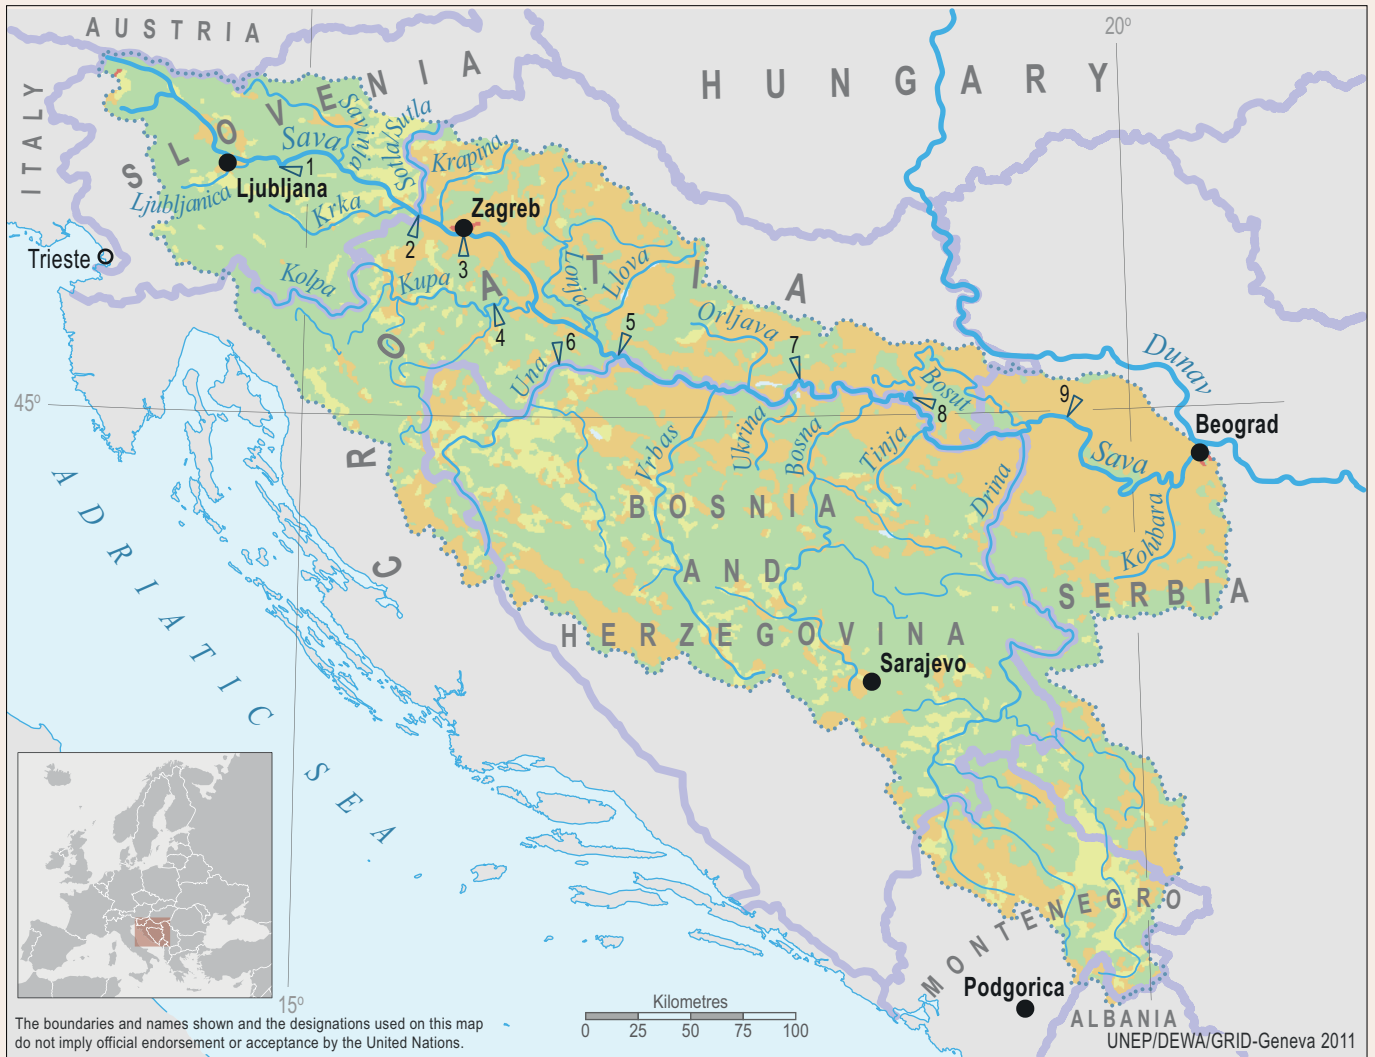 AUSTRIA
20º
HUNGARY
ITALY
SLOVENIA
Savinja
Sotla/Sutla
Sava
Krapina
1
Ljubljana
Ljubljanica
Krka
Zagreb
2
3
Trieste
Kolpa
Kupa
CROATIA
Lonja
Llova
4
5
6
Una
Orljava
7
Bosut
8
9
Dunav
45º
Beograd
Sava
Vrbas
Ukrina
Bosna
Tinja
Drina
Kolubara
BOSNIA
AND
HERZEGOVINA
SERBIA
Sarajevo
ADRIATIC SEA
MONTENEGRO
Podgorica
ALBANIA
15º
Kilometres
0 25 50 75 100
The boundaries and names shown and the designations used on this map
do not imply official endorsement or acceptance by the United Nations.
UNEP/DEWA/GRID-Geneva 2011